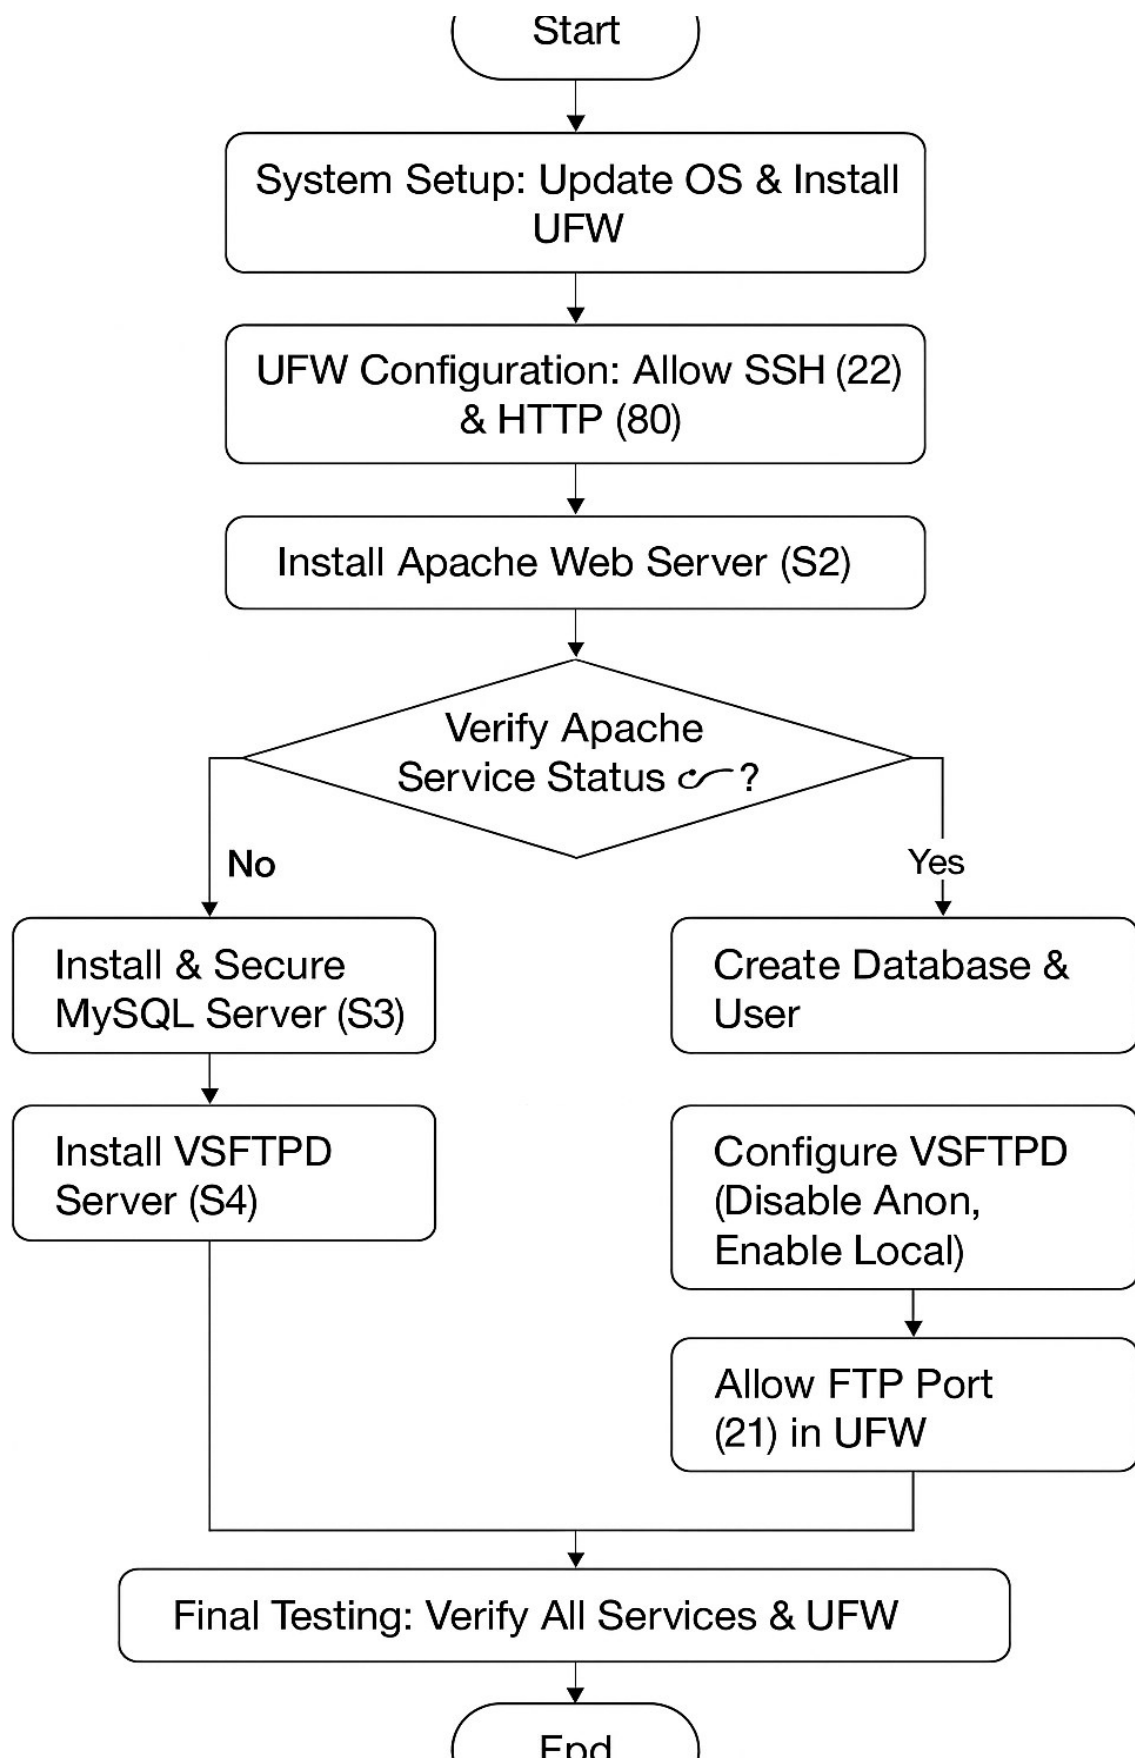 Start
System Setup: Update OS & Install
UFW
UFW Configuration: Allow SSH (22)
& HTTP (80)
Install Apache Web Server (S2)
Verify Apache
Service Status ?
No
Yes
Install & Secure
MySQL Server (S3)
Create Database &
User
Install VSFTPD
Server (S4)
Configure VSFTPD
(Disable Anon,
Enable Local)
Allow FTP Port
(21) in UFW
Final Testing: Verify All Services & UFW